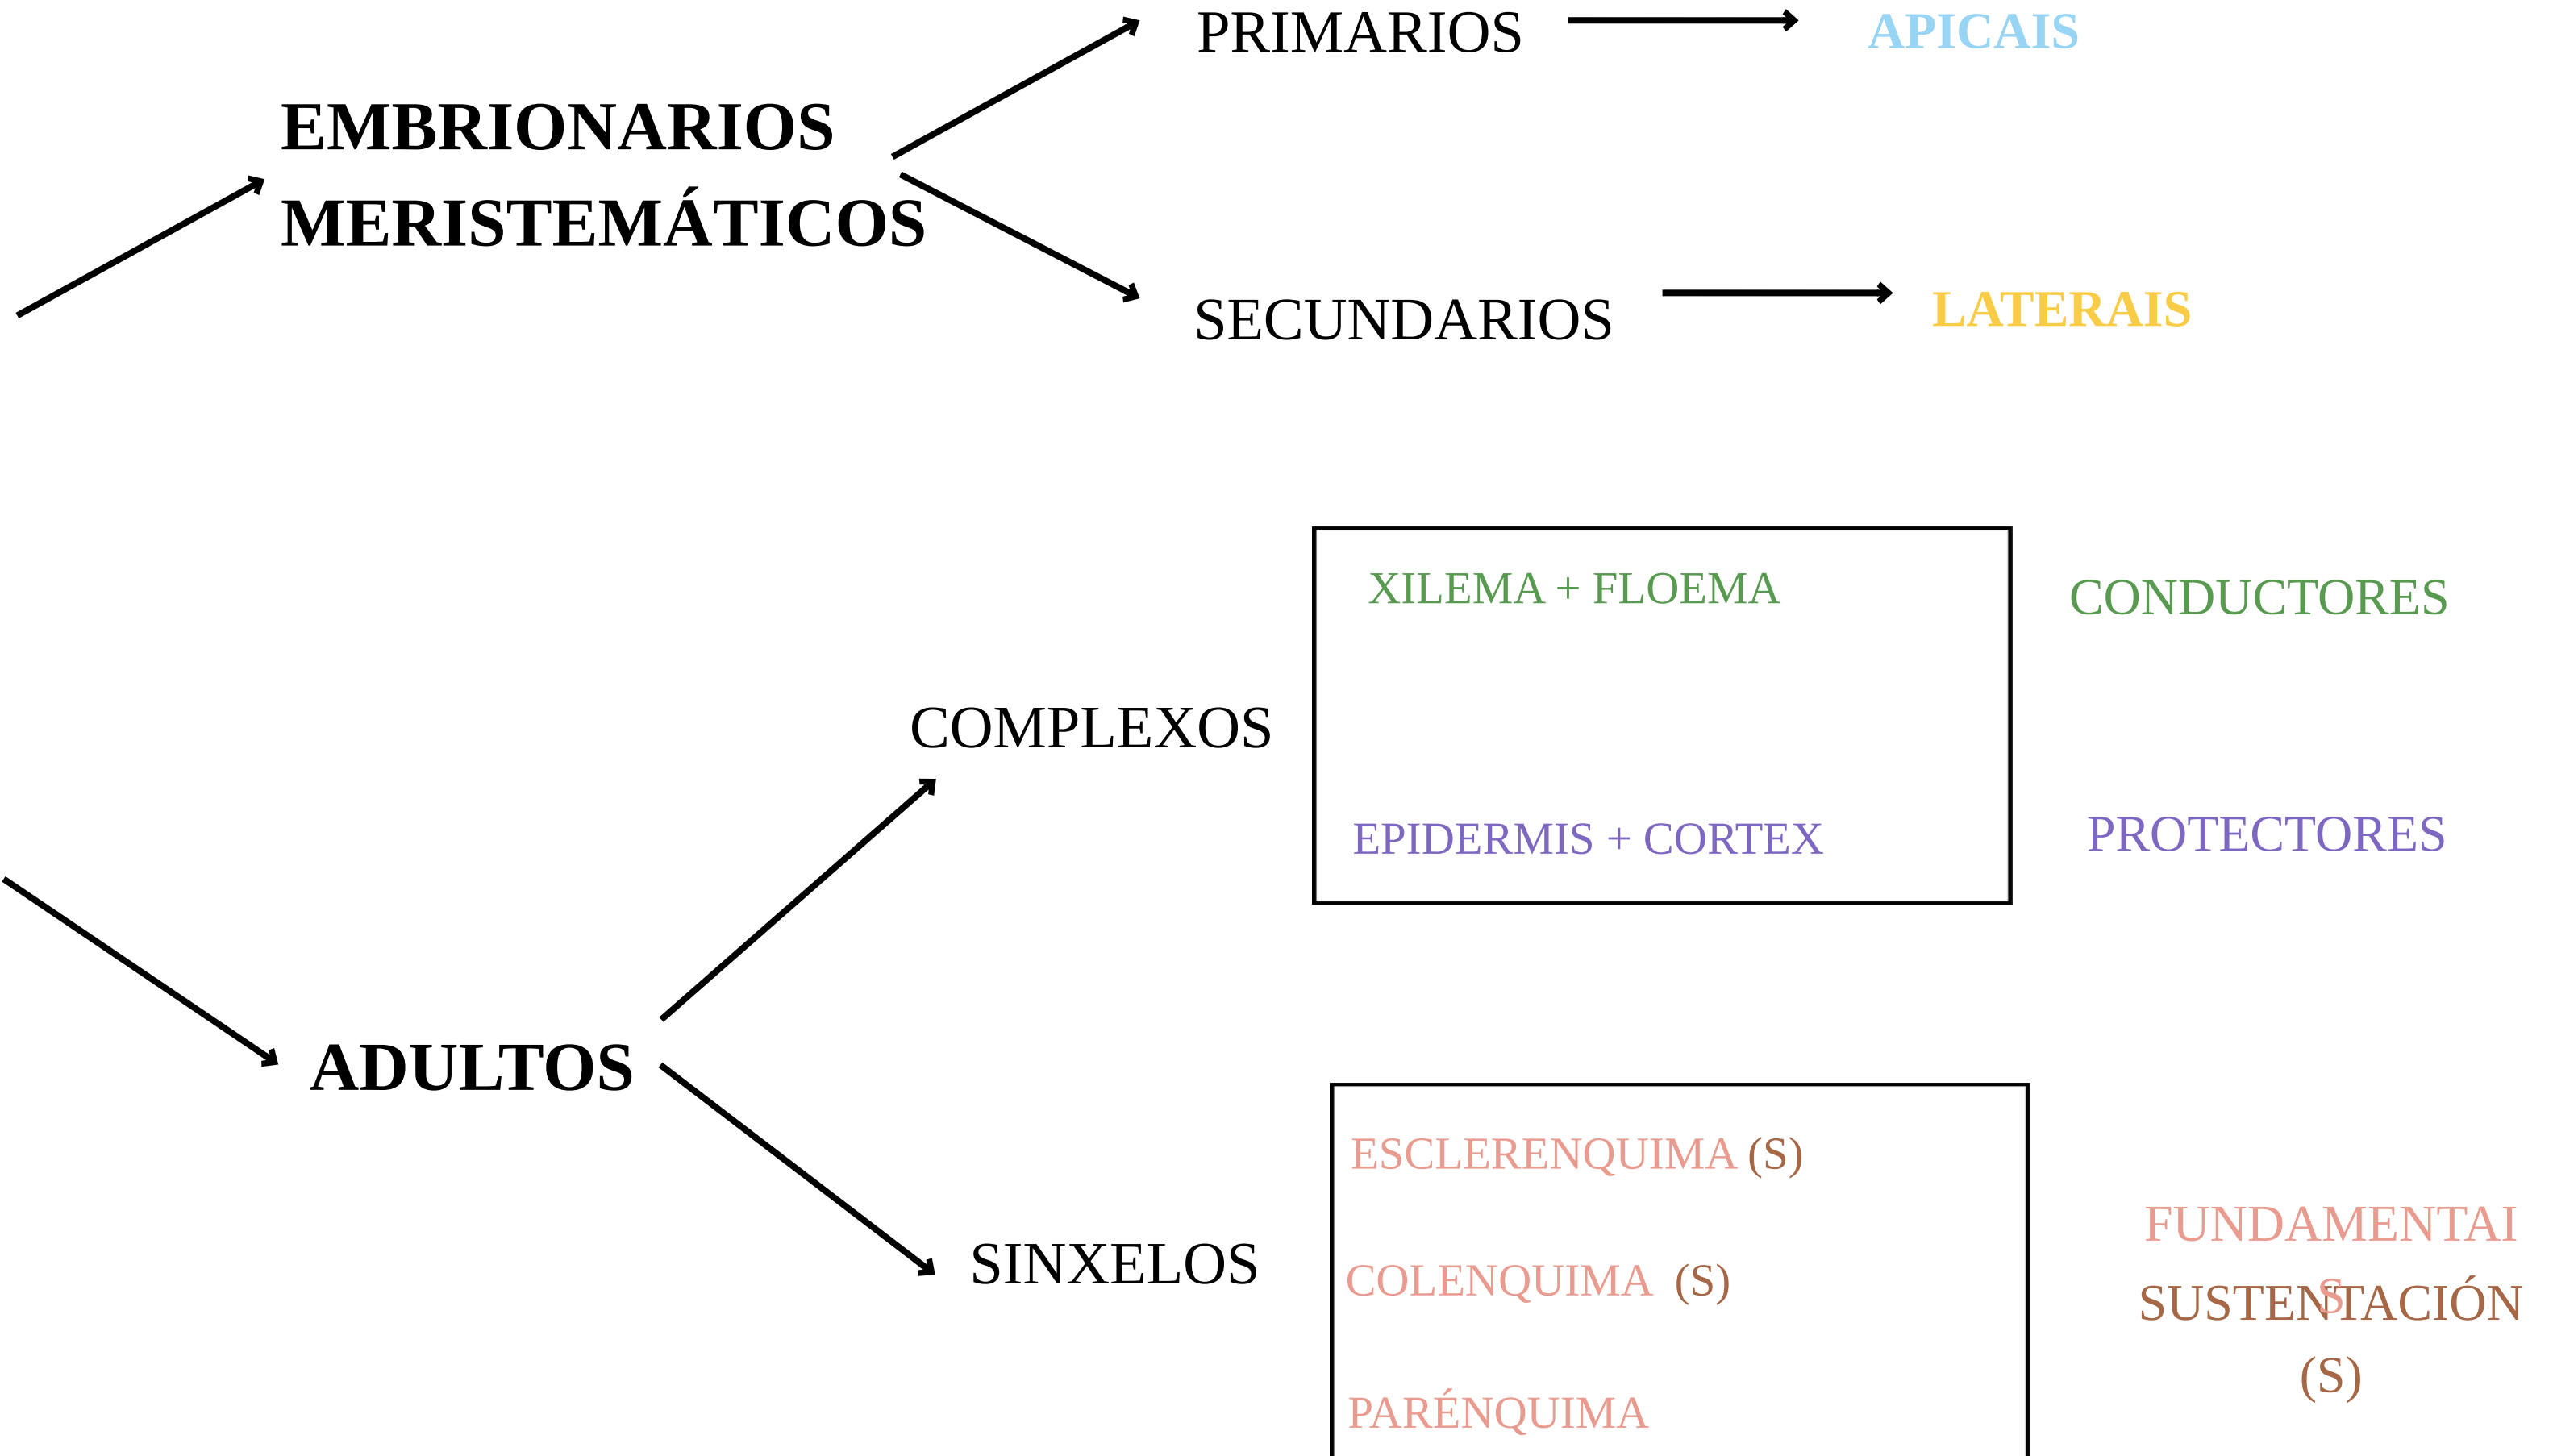 PRIMARIOS
APICAIS
EMBRIONARIOS
MERISTEMÁTICOS
SECUNDARIOS
LATERAIS
XILEMA + FLOEMA
CONDUCTORES
COMPLEXOS
EPIDERMIS + CORTEX
PROTECTORES
ADULTOS
ESCLERENQUIMA (S)
COLENQUIMA (S)
PARÉNQUIMA
SINXELOS
FUNDAMENTAI
S
SUSTENTACIÓN
(S)